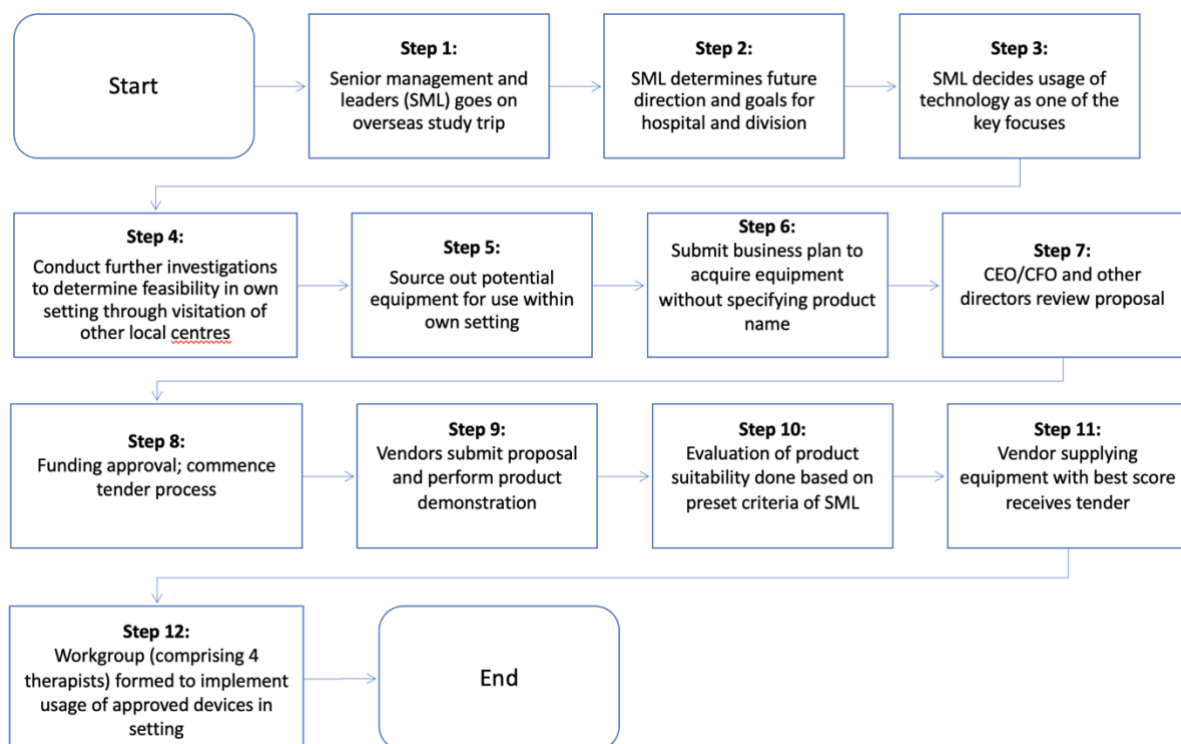 Start
Step 1:
Senior management and
leaders (SML) goes on
overseas study trip
Step 2:
SML determines future
direction and goals for
hospital and division
Step 3:
SML decides usage of
technology as one of the
key focuses
Step 4:
Conduct further investigations
to determine feasibility in own
setting through visitation of
other local centres
Step 5:
Source out potential
equipment for use within
own setting
Step 6:
Submit business plan to
acquire equipment
without specifying product
name
Step 7:
CEO/CFO and other
directors review proposal
Step 8:
Funding approval; commence
tender process
Step 9:
Vendors submit proposal
and perform product
demonstration
Step 10:
Evaluation of product
suitability done based on
preset criteria of SML
Step 11:
Vendor supplying
equipment with best score
receives tender
Step 12:
Workgroup (comprising 4
therapists) formed to implement
usage of approved devices in
setting
End